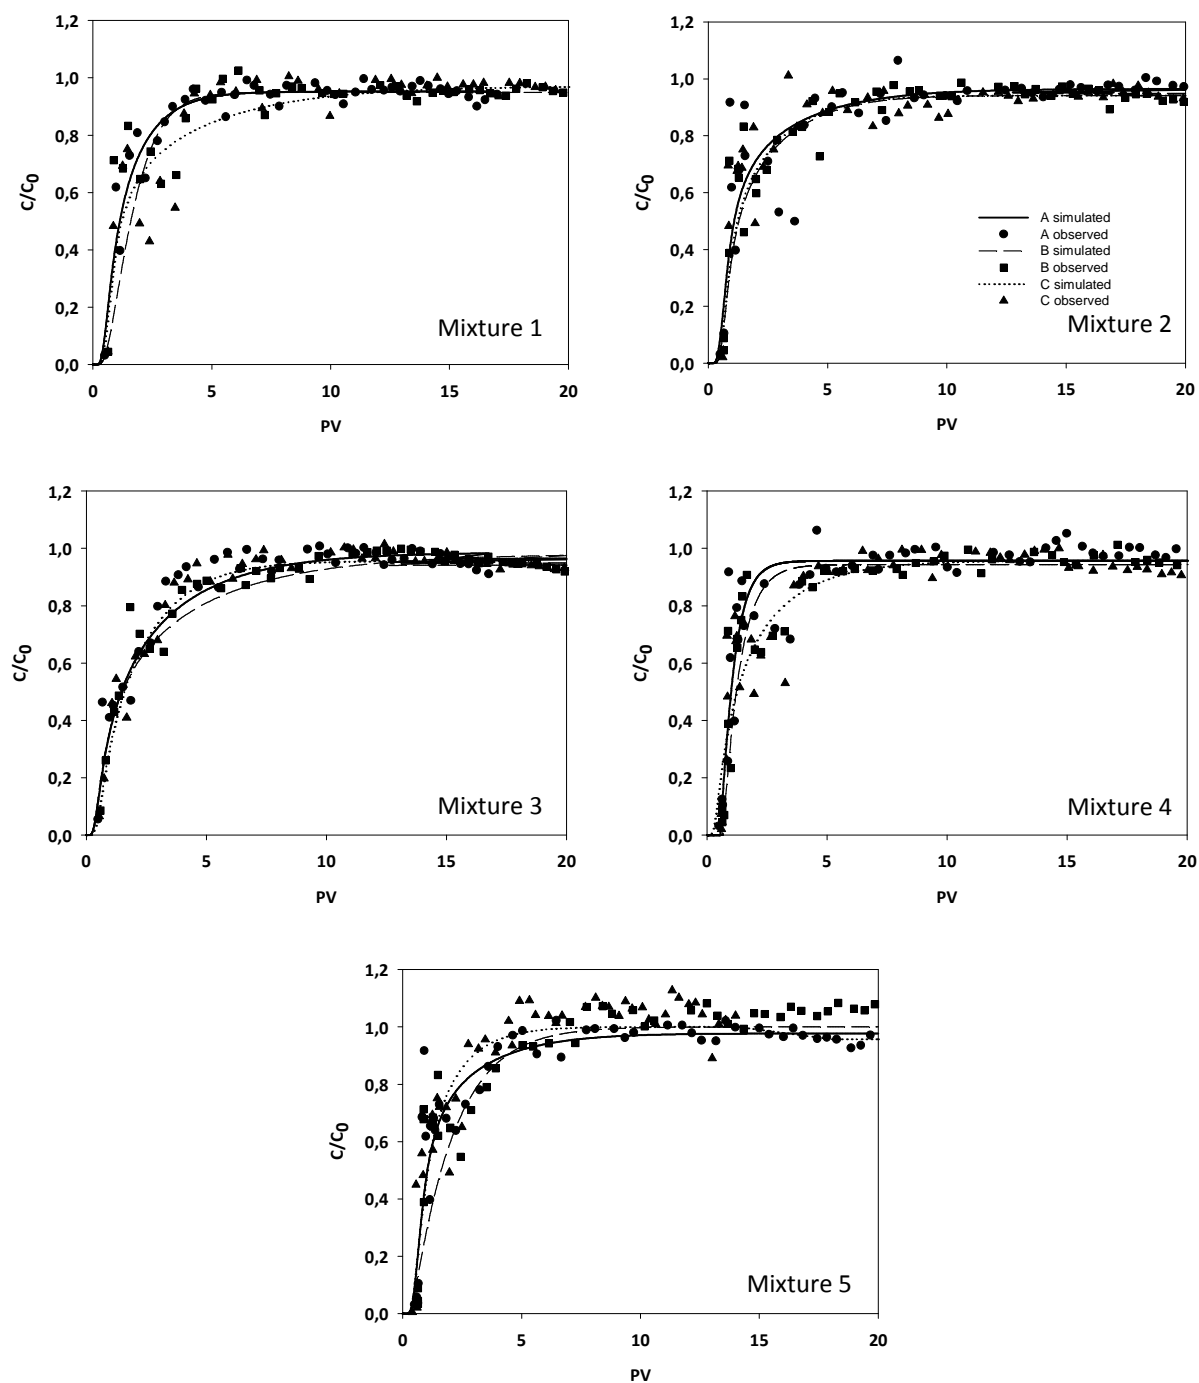 1,2
1,0
0,8
0,6
0,4
0,2
0,0
C/C0
0 5 10 15 20
PV
Mixture 1
1,2
1,0
0,8
0,6
0,4
0,2
0,0
C/C0
0 5 10 15 20
PV
A simulated
A observed
B simulated
B observed
C simulated
C observed
Mixture 2
1,2
1,0
0,8
0,6
0,4
0,2
0,0
C/C0
0 5 10 15 20
PV
Mixture 3
1,2
1,0
0,8
0,6
0,4
0,2
0,0
C/C0
0 5 10 15 20
PV
Mixture 4
1,2
1,0
0,8
0,6
0,4
0,2
0,0
C/C0
0 5 10 15 20
PV
Mixture 5